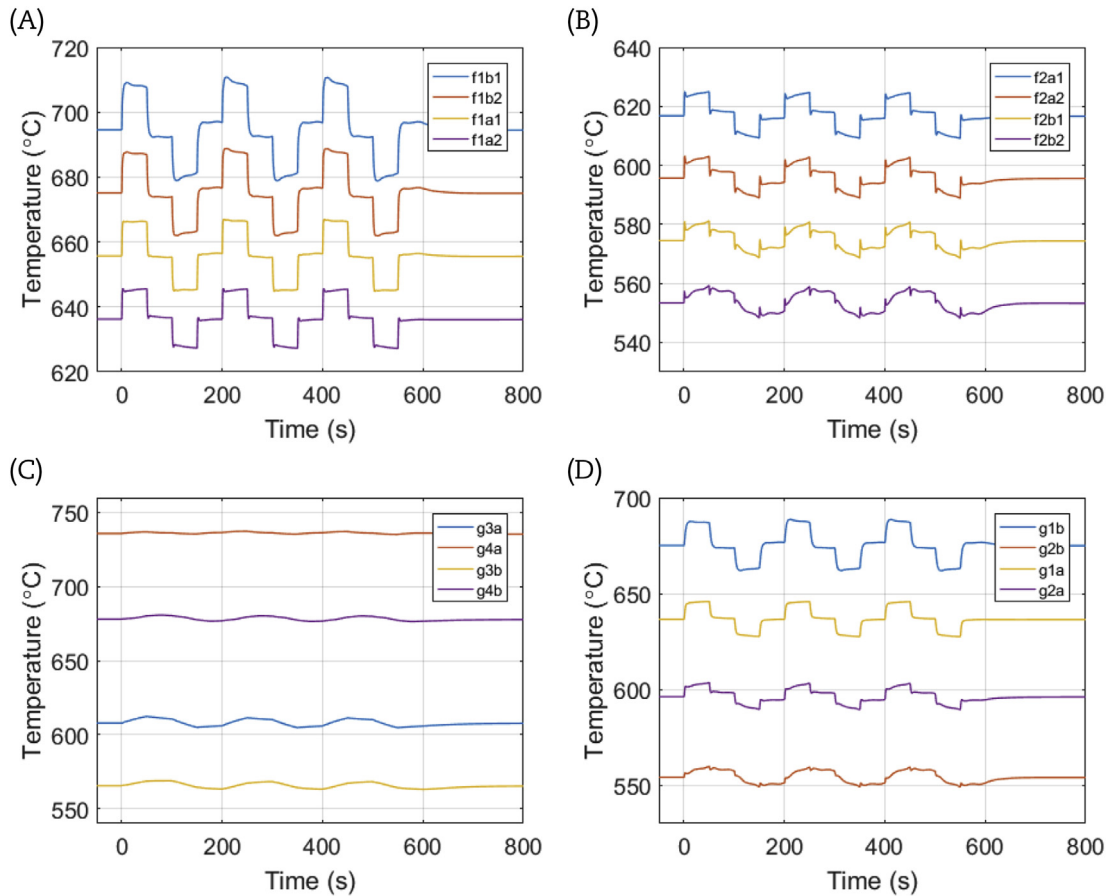 (A)
Temperature (°C)
720
700
680
660
640
620
0
200
400
600
800
Time (s)
f1b1
f1b2
f1a1
f1a2
(B)
Temperature (°C)
640
620
600
580
560
540
0
200
400
600
800
Time (s)
f2a1
f2a2
f2b1
f2b2
(C)
Temperature (°C)
750
700
650
600
550
0
200
400
600
800
Time (s)
g3a
g4a
g3b
g4b
(D)
Temperature (°C)
700
650
600
550
0
200
400
600
800
Time (s)
g1b
g2b
g1a
g2a